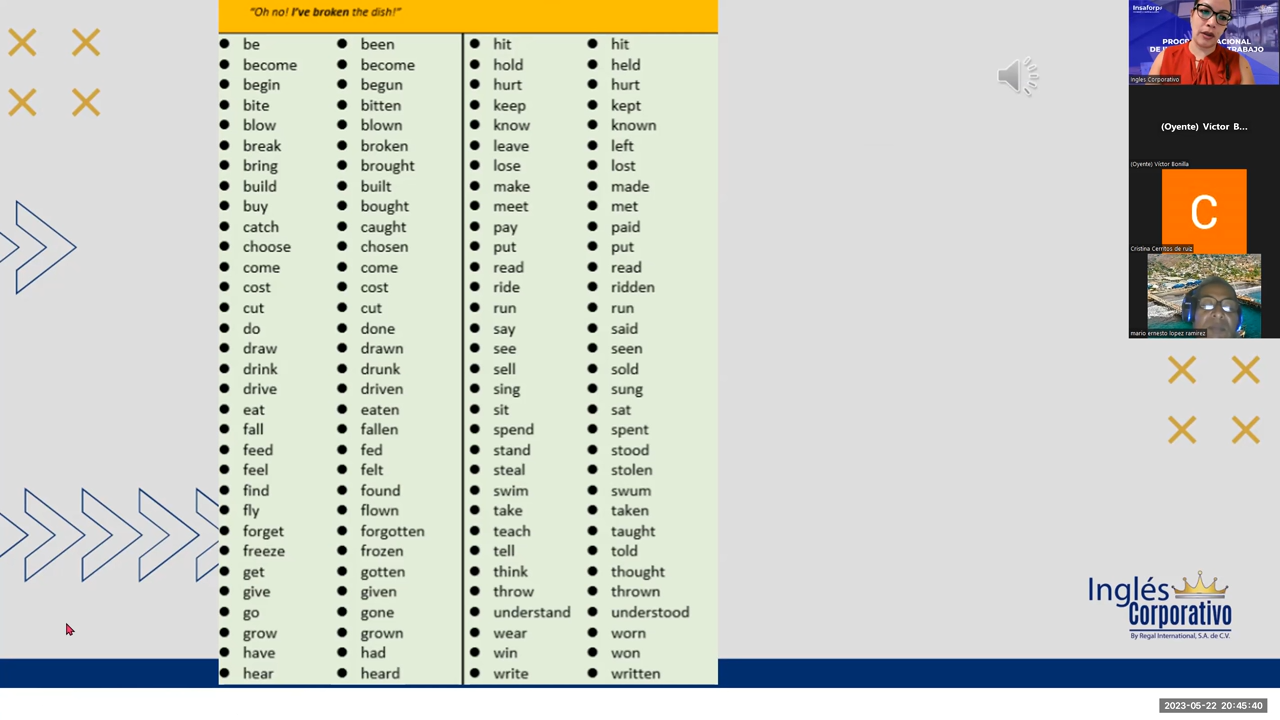 "Oh no! I've broken the dish!"
be been hit hit
become become hold held
begin begun hurt hurt
bite bitten keep kept
blow blown know known
break broken leave left
bring brought lose lost
build built make made
buy bought meet met
catch caught pay paid
choose chosen put put
come come read read
cost cost ride ridden
cut cut run run
do done say said
draw drawn see seen
drink drunk sell sold
drive driven sing sung
eat eaten sit sat
fall fallen spend spent
feed fed stand stood
feel felt steal stolen
find found swim swum
fly flown take taken
forget forgotten teach taught
freeze frozen tell told
get gotten think thought
give given throw thrown
go gone understand understood
grow grown wear worn
have had win won
hear heard write written
Ingles Corporativo
(Oyente) Víctor B...
(Oyente) Víctor Bonilla
C
Cristina Cerritos de ruiz
mario ernesto lopez ramirez
Inglés
Corporativo
By Regal International, S.A. de C.V.
2023-05-22 20:45:40